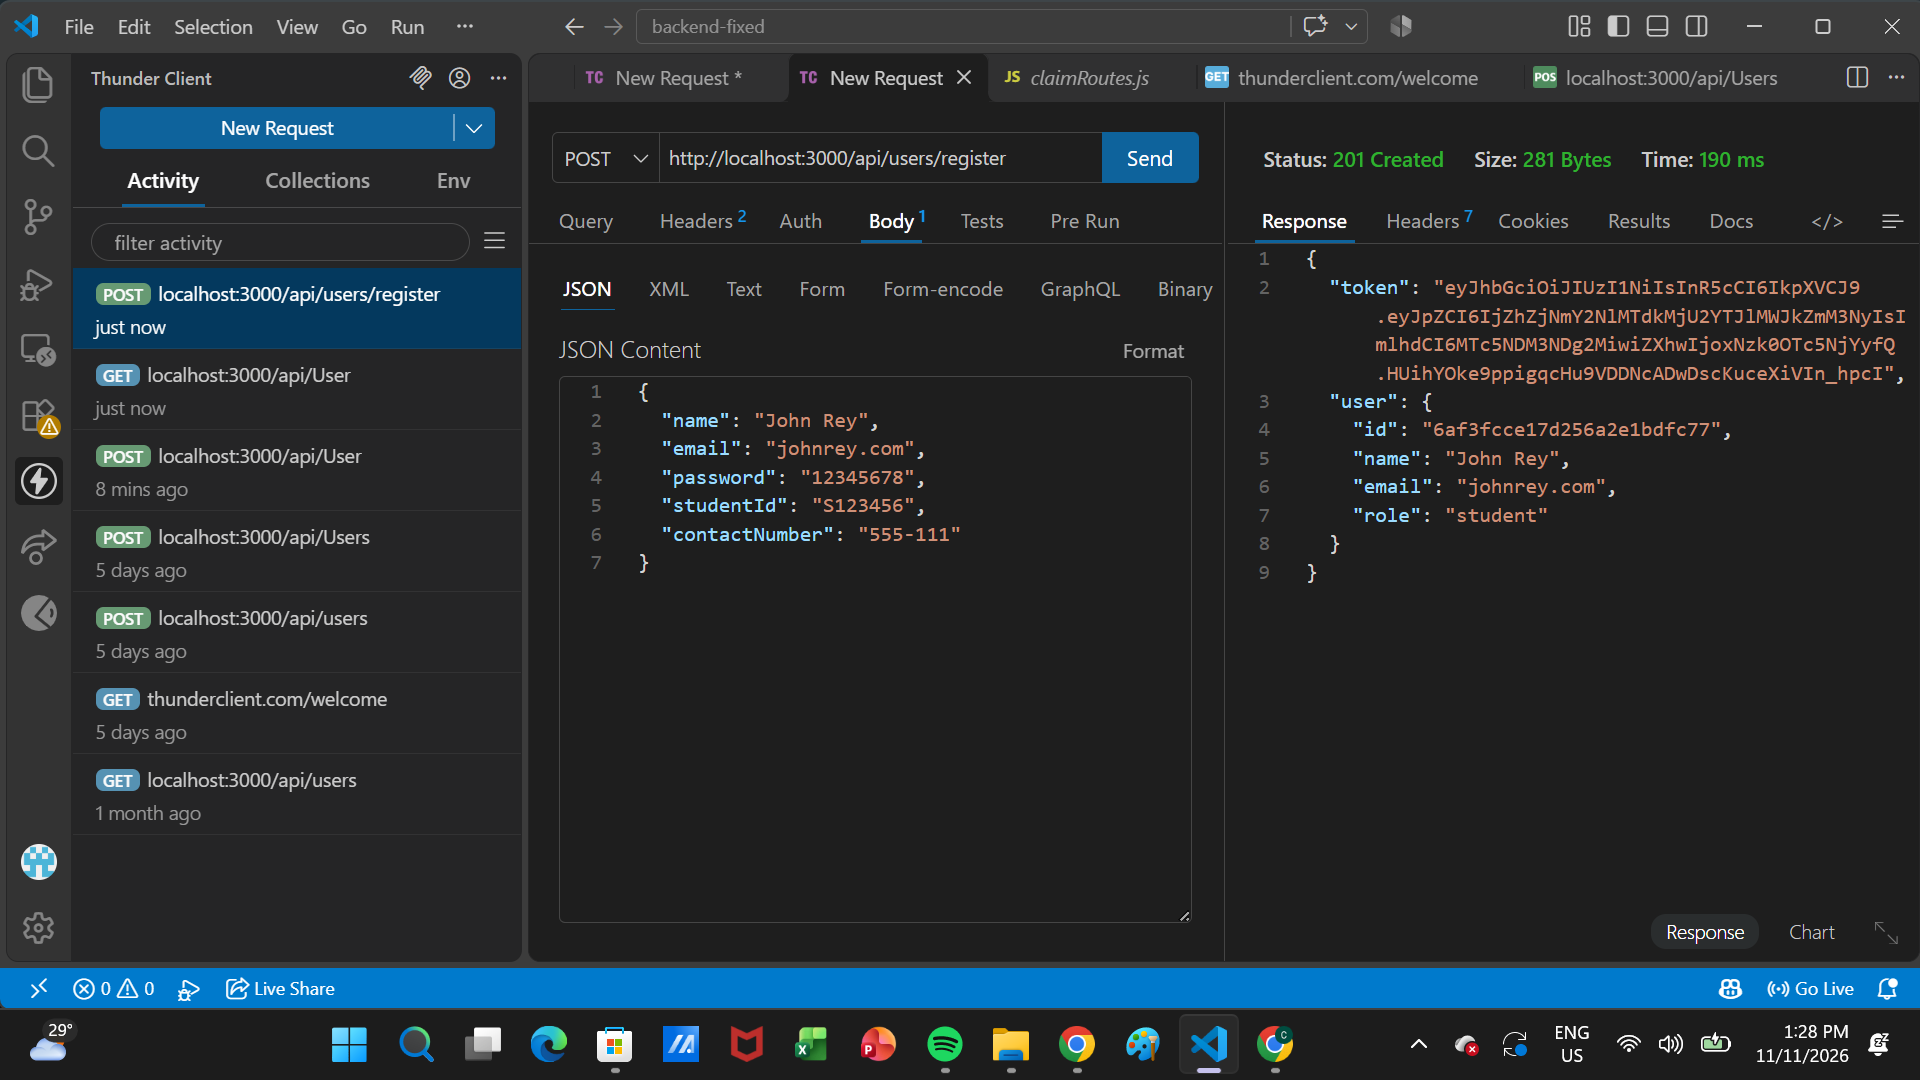 File Edit Selection View Go Run ...
backend-fixed
Thunder Client
New Request
Activity Collections Env
filter activity
POST localhost:3000/api/users/register
just now
GET localhost:3000/api/User
just now
POST localhost:3000/api/User
8 mins ago
POST localhost:3000/api/Users
5 days ago
POST localhost:3000/api/users
5 days ago
GET thunderclient.com/welcome
5 days ago
GET localhost:3000/api/users
1 month ago
TC New Request * TC New Request JS claimRoutes.js GET thunderclient.com/welcome POS localhost:3000/api/Users
POST http://localhost:3000/api/users/register Send
Query Headers 2 Auth Body 1 Tests Pre Run
JSON XML Text Form Form-encode GraphQL Binary
JSON Content Format
1 {
2 "name": "John Rey",
3 "email": "johnrey.com",
4 "password": "12345678",
5 "studentId": "S123456",
6 "contactNumber": "555-111"
7 }
Status: 201 Created Size: 281 Bytes Time: 190 ms
Response Headers 7 Cookies Results Docs </>
1 {
2 "token": "eyJhbGciOiJIUzI1NiIsInR5cCI6IkpXVCJ9
.eyJpZCI6IjZhZjNmY2NlMTdkMjU2YTJlMWJkZmM3NyIsI
mlhdCI6MTc5NDM3NDg2MiwiZXhwIjoxNzk0OTc5NjYyfQ
.HUihYOke9ppigqcHu9VDDNcADwDscKuceXiVIn_hpcI",
3 "user": {
4 "id": "6af3fcce17d256a2e1bdfc77",
5 "name": "John Rey",
6 "email": "johnrey.com",
7 "role": "student"
8 }
9 }
Response Chart
0 0 Live Share Go Live
29°
ENG
US
1:28 PM
11/11/2026